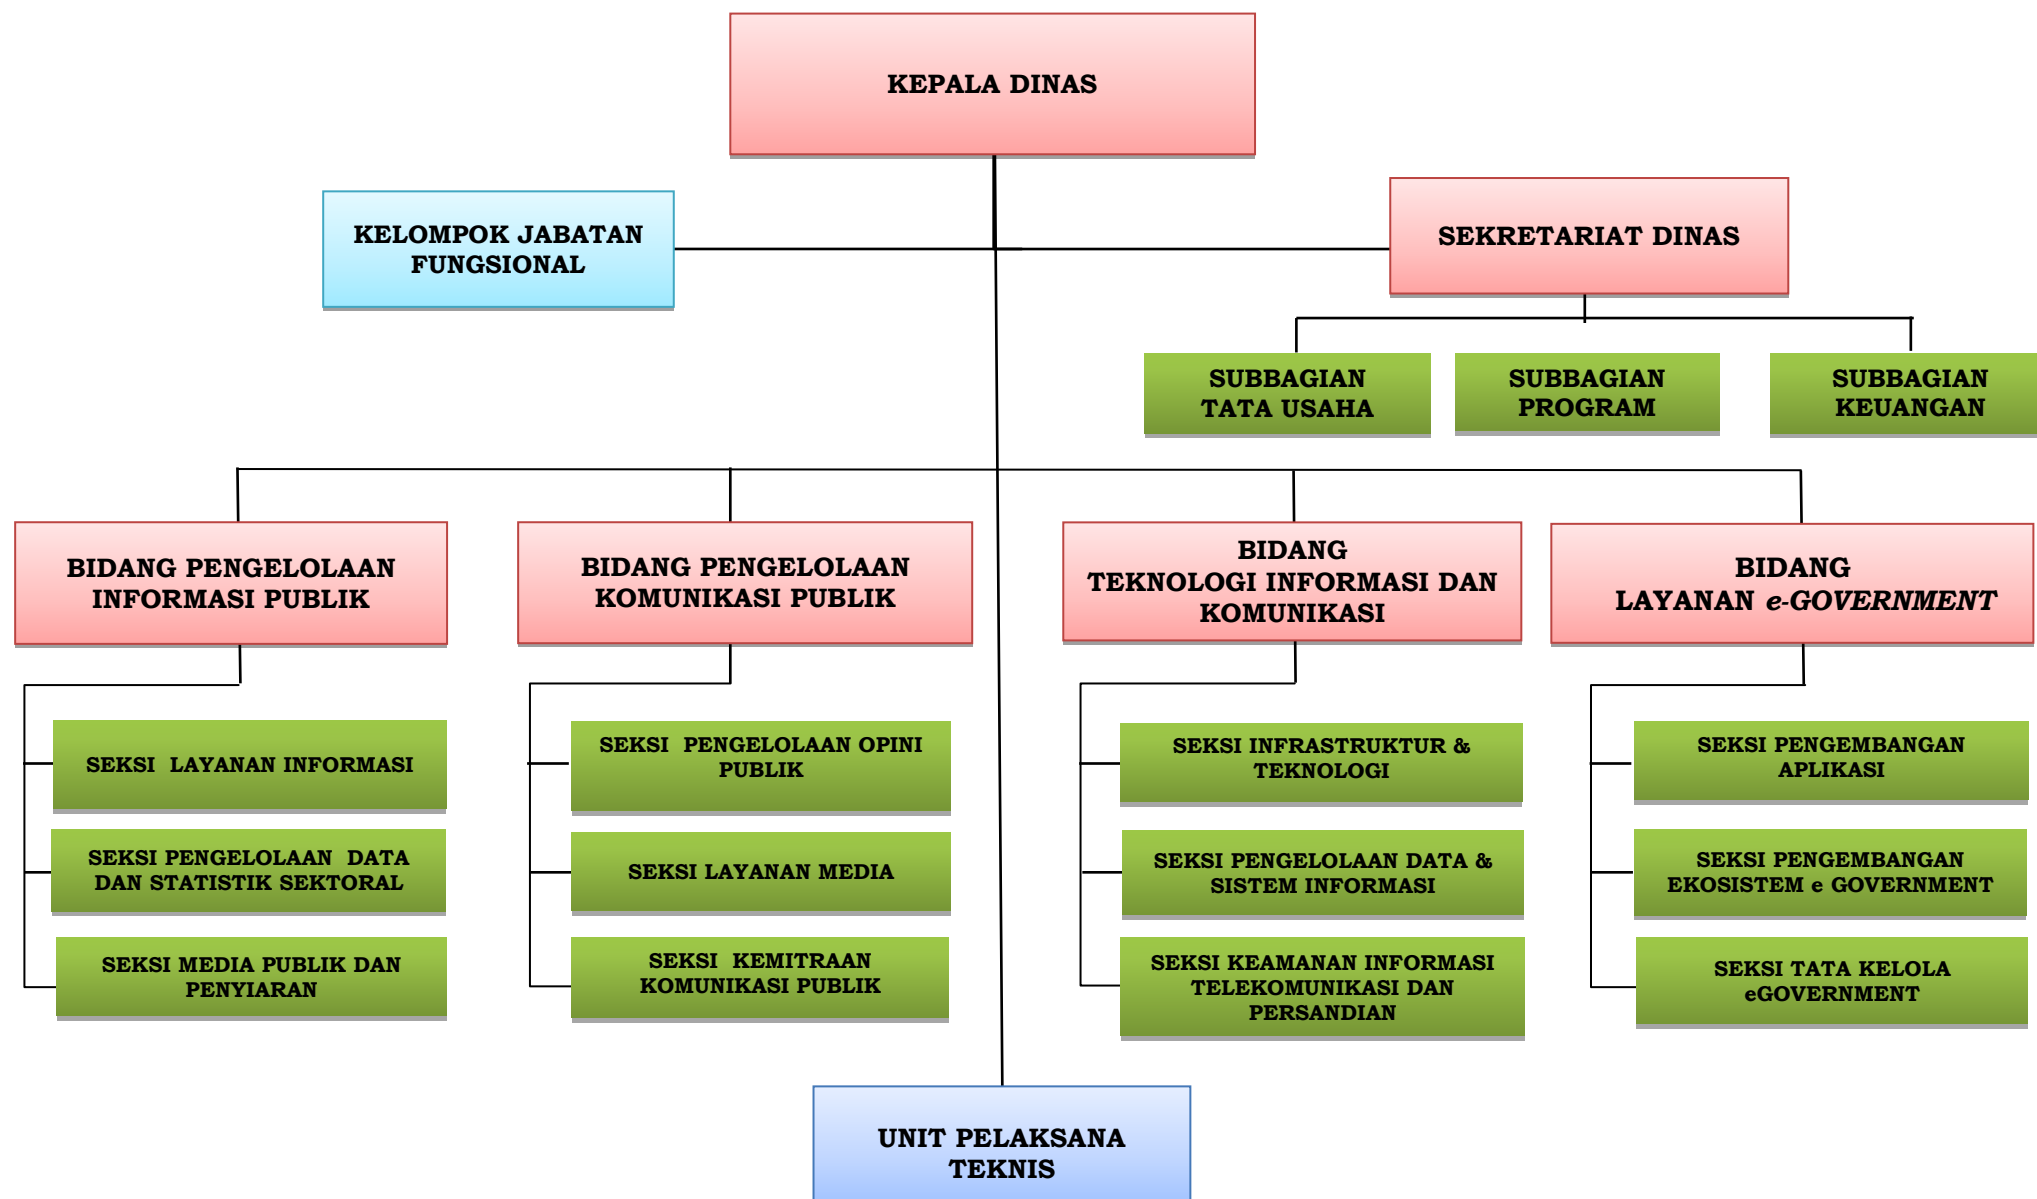 KEPALA DINAS
KELOMPOK JABATAN
FUNGSIONAL
SEKRETARIAT DINAS
SUBBAGIAN
TATA USAHA
SUBBAGIAN
PROGRAM
SUBBAGIAN
KEUANGAN
BIDANG PENGELOLAAN
INFORMASI PUBLIK
BIDANG PENGELOLAAN
KOMUNIKASI PUBLIK
BIDANG
TEKNOLOGI INFORMASI DAN
KOMUNIKASI
BIDANG
LAYANAN e-GOVERNMENT
SEKSI LAYANAN INFORMASI
SEKSI PENGELOLAAN DATA
DAN STATISTIK SEKTORAL
SEKSI MEDIA PUBLIK DAN
PENYIARAN
SEKSI PENGELOLAAN OPINI
PUBLIK
SEKSI LAYANAN MEDIA
SEKSI KEMITRAAN
KOMUNIKASI PUBLIK
SEKSI INFRASTRUKTUR &
TEKNOLOGI
SEKSI PENGELOLAAN DATA &
SISTEM INFORMASI
SEKSI KEAMANAN INFORMASI
TELEKOMUNIKASI DAN
PERSANDIAN
SEKSI PENGEMBANGAN
APLIKASI
SEKSI PENGEMBANGAN
EKOSISTEM e GOVERNMENT
SEKSI TATA KELOLA
eGOVERNMENT
UNIT PELAKSANA
TEKNIS